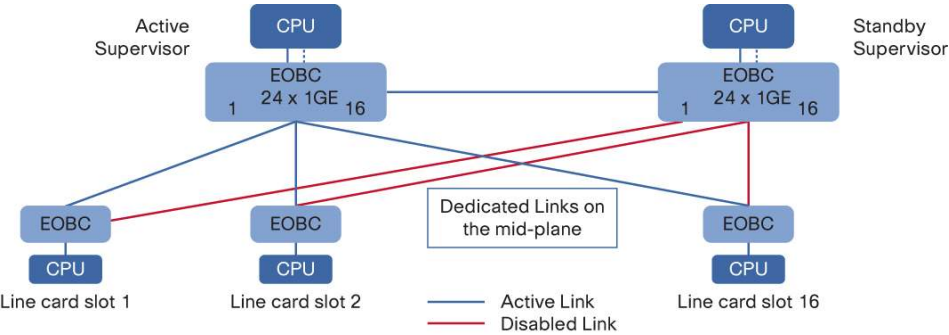 Active
Supervisor
CPU
CPU
Standby
Supervisor
EOBC
24 x 1GE
1
16
EOBC
24 x 1GE
1
16
EOBC
EOBC
Dedicated Links on
the mid-plane
EOBC
CPU
CPU
CPU
Line card slot 1
Line card slot 2
Active Link
Disabled Link
Line card slot 16